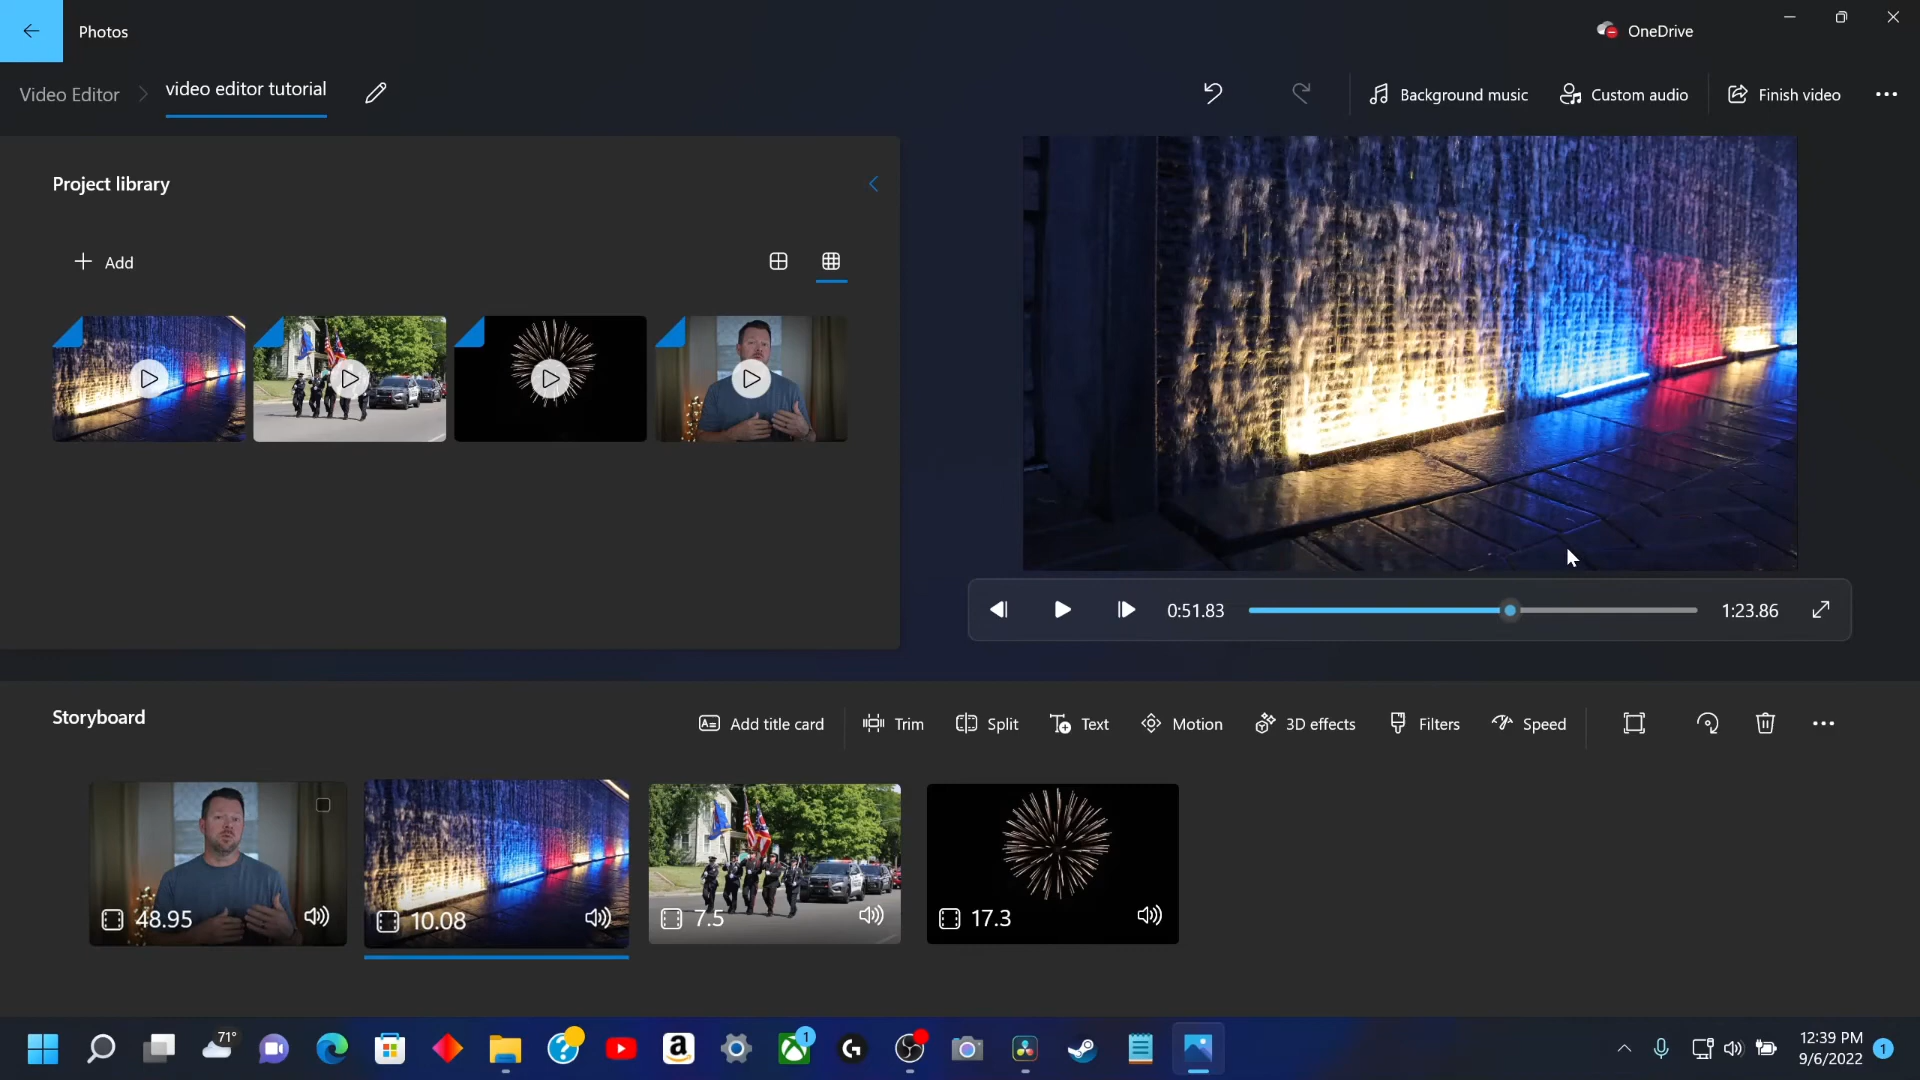 Photos
OneDrive
Video Editor
video editor tutorial
Background music
Custom audio
Finish video
Project library
Add
0:51.83
1:23.86
Storyboard
Add title card
Trim
Split
Text
Motion
3D effects
Filters
Speed
48.95
10.08
7.5
17.3
71°
1
12:39 PM
9/6/2022
1